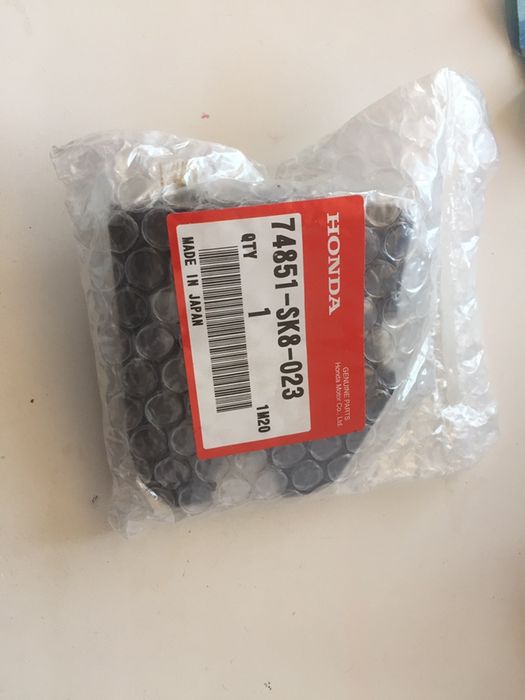 HONDA
GENUINE PARTS
Honda Motor Co., Ltd.
74851-SK8-023
QTY 1
1M20
MADE IN JAPAN